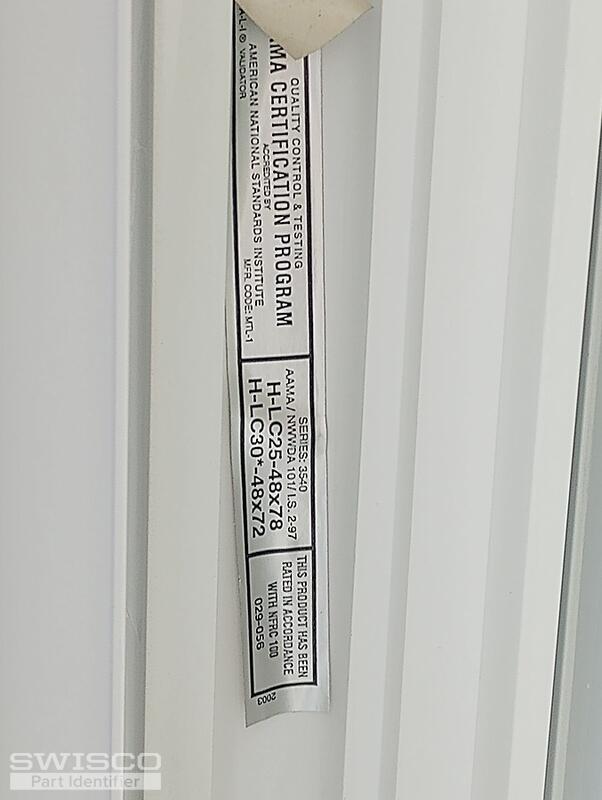 QUALITY CONTROL & TESTING
MA CERTIFICATION PROGRAM
ACCREDITED BY
AMERICAN NATIONAL STANDARDS INSTITUTE
A-L-I ® VALIDATOR
MFR. CODE: MTL-1
SERIES: 3540
AAMA / NWWDA 101/ I.S. 2-97
H-LC25-48x78
H-LC30*-48x72
THIS PRODUCT HAS BEEN
RATED IN ACCORDANCE
WITH NFRC 100
029-056
2003
SWISCO
Part Identifier